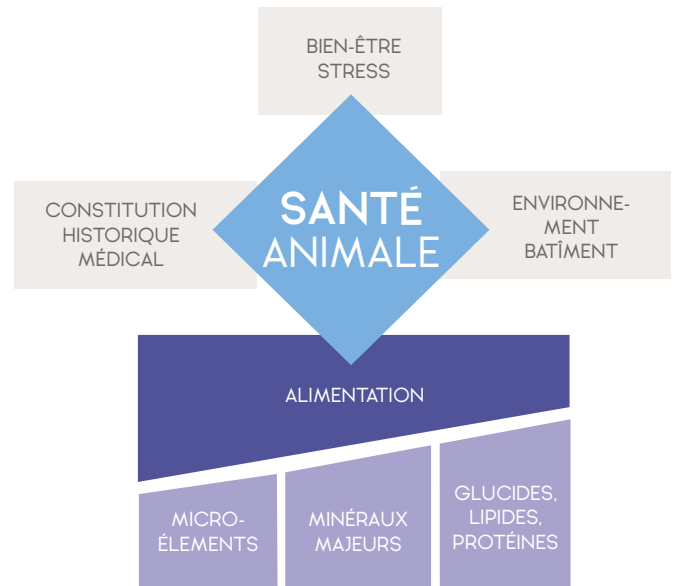 BIEN-ÊTRE
STRESS
CONSTITUTION
HISTORIQUE
MÉDICAL
SANTÉ
ANIMALE
ENVIRONNE-
MENT
BATÎMENT
ALIMENTATION
MICRO-
ÉLEMENTS
MINÉRAUX
MAJEURS
GLUCIDES,
LIPIDES,
PROTÉINES